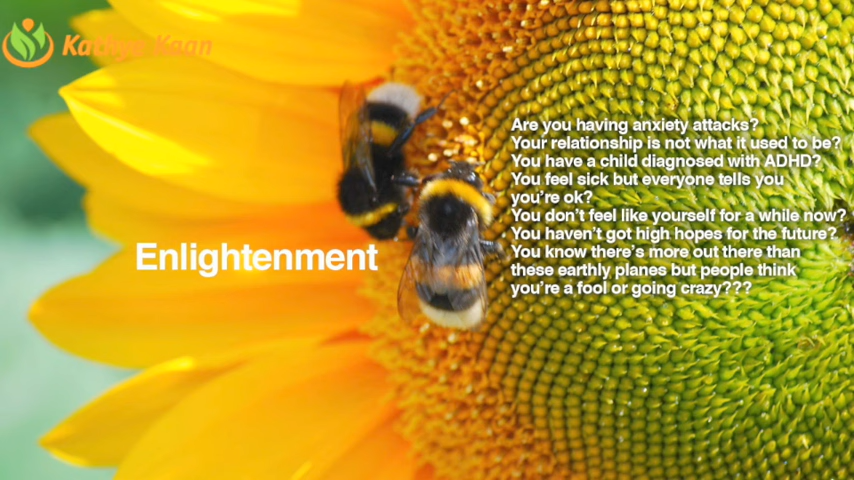 Enlightenment
Are you having anxiety attacks?
Your relationship is not what it used to be?
You have a child diagnosed with ADHD?
You feel sick but everyone tells you
you're ok?
You don't feel like yourself for a while now?
You haven't got high hopes for the future?
You know there's more out there than
these earthly planes but people think
you're a fool or going crazy???